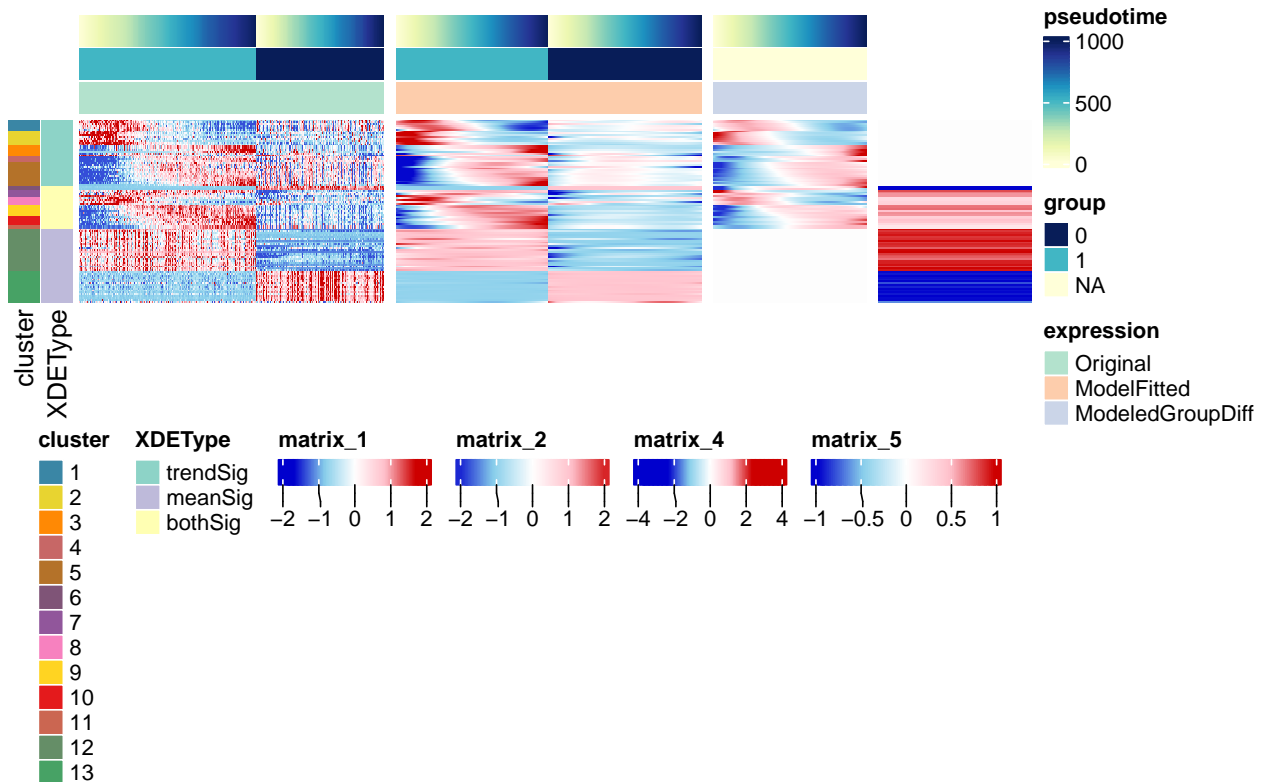 pseudotime
1000
500
0
group
0
1
NA
expression
Original
ModelFitted
ModeledGroupDiff
cluster
XDEType
cluster
1
2
3
4
5
6
7
8
9
10
11
12
13
XDEType
trendSig
meanSig
bothSig
matrix_1
−2 −1 0 1 2
matrix_2
−2 −1 0 1 2
matrix_4
−4 −2 0 2 4
matrix_5
−1 −0.5 0 0.5 1